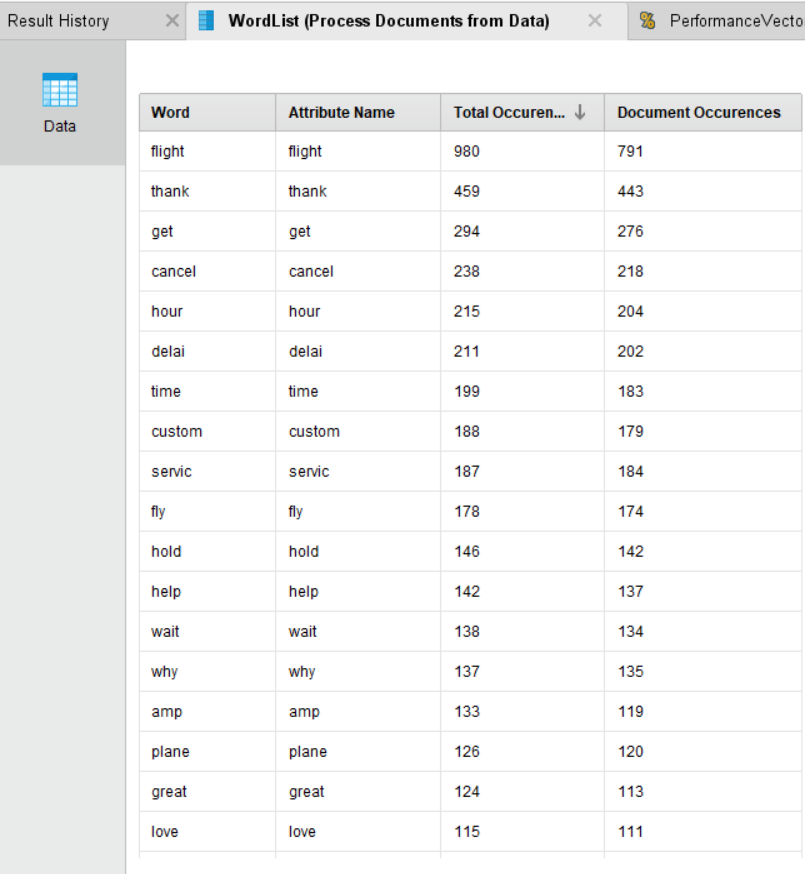 Result History WordList (Process Documents from Data) PerformanceVecto
Data
Word Attribute Name Total Occuren... Document Occurences
flight flight 980 791
thank thank 459 443
get get 294 276
cancel cancel 238 218
hour hour 215 204
delai delai 211 202
time time 199 183
custom custom 188 179
servic servic 187 184
fly fly 178 174
hold hold 146 142
help help 142 137
wait wait 138 134
why why 137 135
amp amp 133 119
plane plane 126 120
great great 124 113
love love 115 111